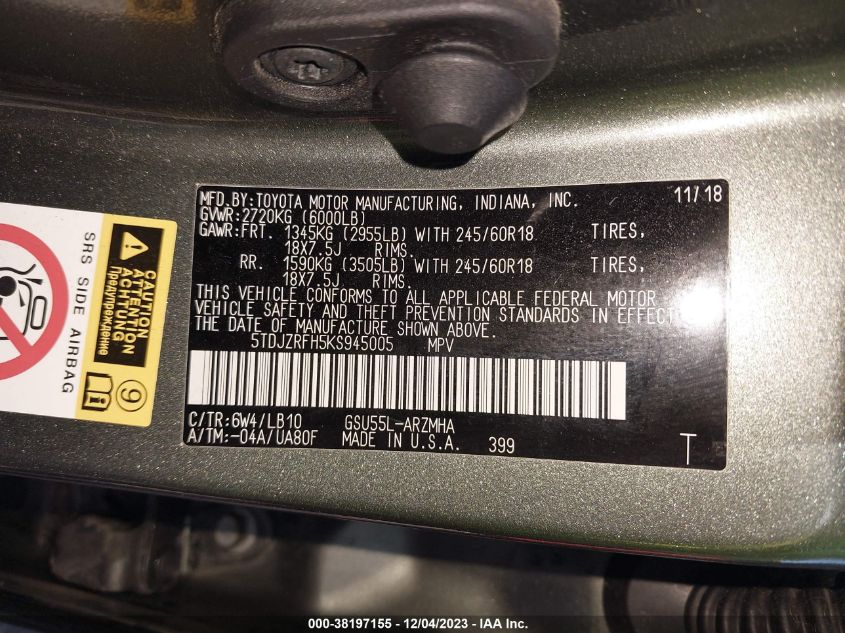 MFD.BY:TOYOTA MOTOR MANUFACTURING, INDIANA, INC. 11/18
GVWR:2720KG (6000LB)
GAWR:FRT. 1345KG (2955LB) WITH 245/60R18 TIRES,
18X7.5J RIMS.
RR. 1590KG (3505LB) WITH 245/60R18 TIRES,
18X7.5J RIMS.
THIS VEHICLE CONFORMS TO ALL APPLICABLE FEDERAL MOTOR
VEHICLE SAFETY AND THEFT PREVENTION STANDARDS IN EFFECT
THE DATE OF MANUFACTURE SHOWN ABOVE.
5TDJZRFH5KS945005 MPV
C/TR:6W4/LB10 GSU55L-ARZMHA
A/TM:-04A/UA80F MADE IN U.S.A. 399 T
SRS SIDE AIRBAG
CAUTION
ATTENTION
ACHTUNG
Предупреждение
9
000-38197155 - 12/04/2023 - IAA Inc.